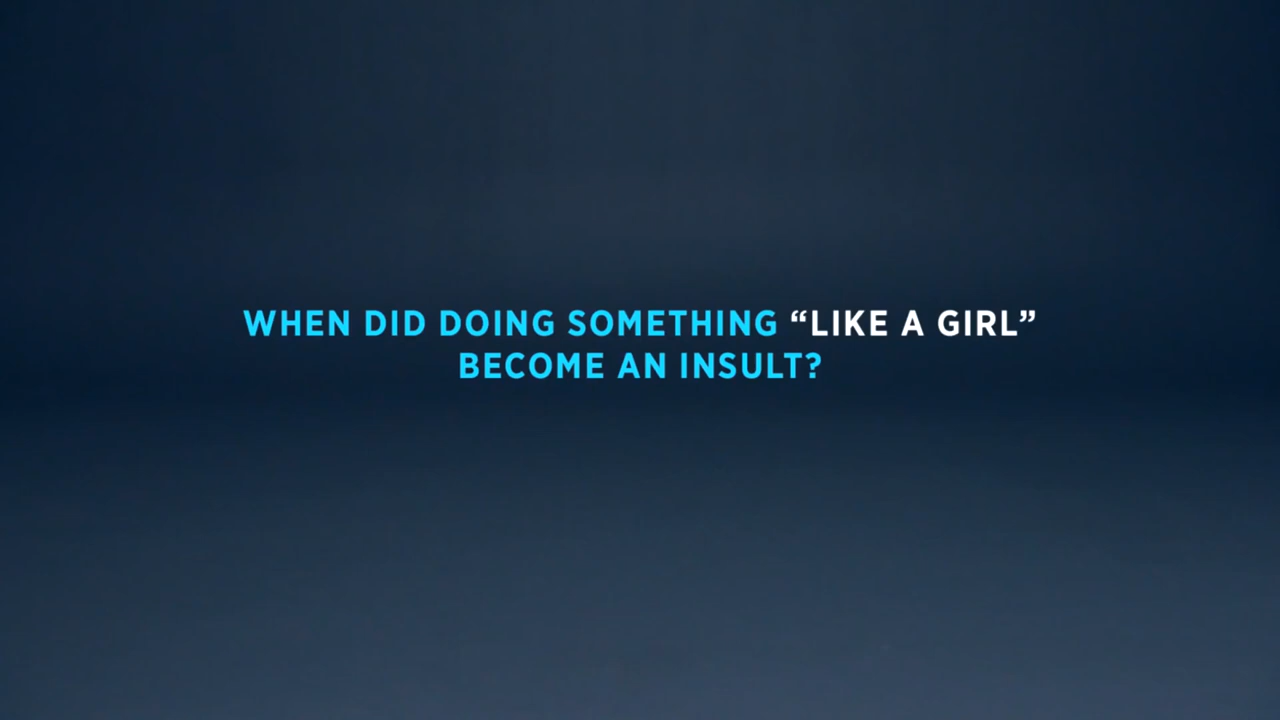 WHEN DID DOING SOMETHING “LIKE A GIRL”
BECOME AN INSULT?